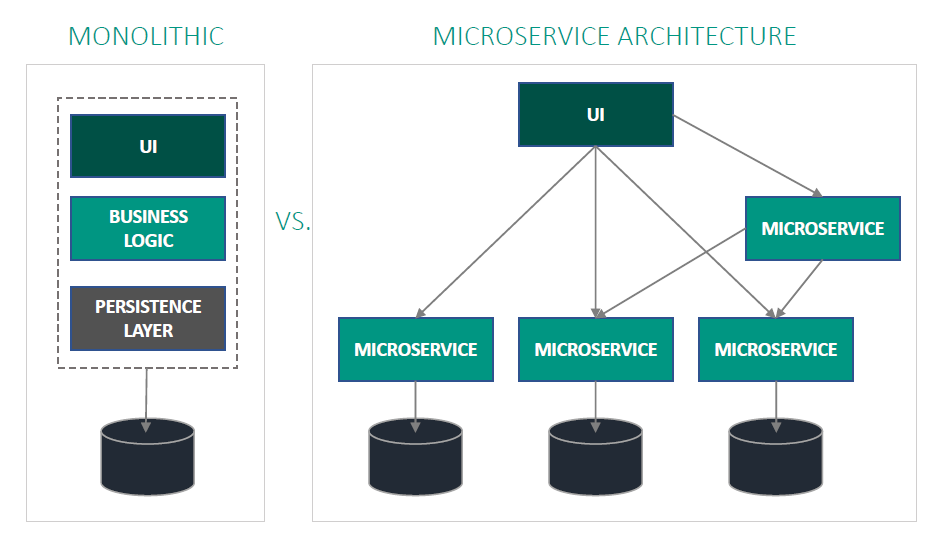 MONOLITHIC
UI
BUSINESS
LOGIC
PERSISTENCE
LAYER
VS.
MICROSERVICE ARCHITECTURE
UI
MICROSERVICE
MICROSERVICE
MICROSERVICE
MICROSERVICE